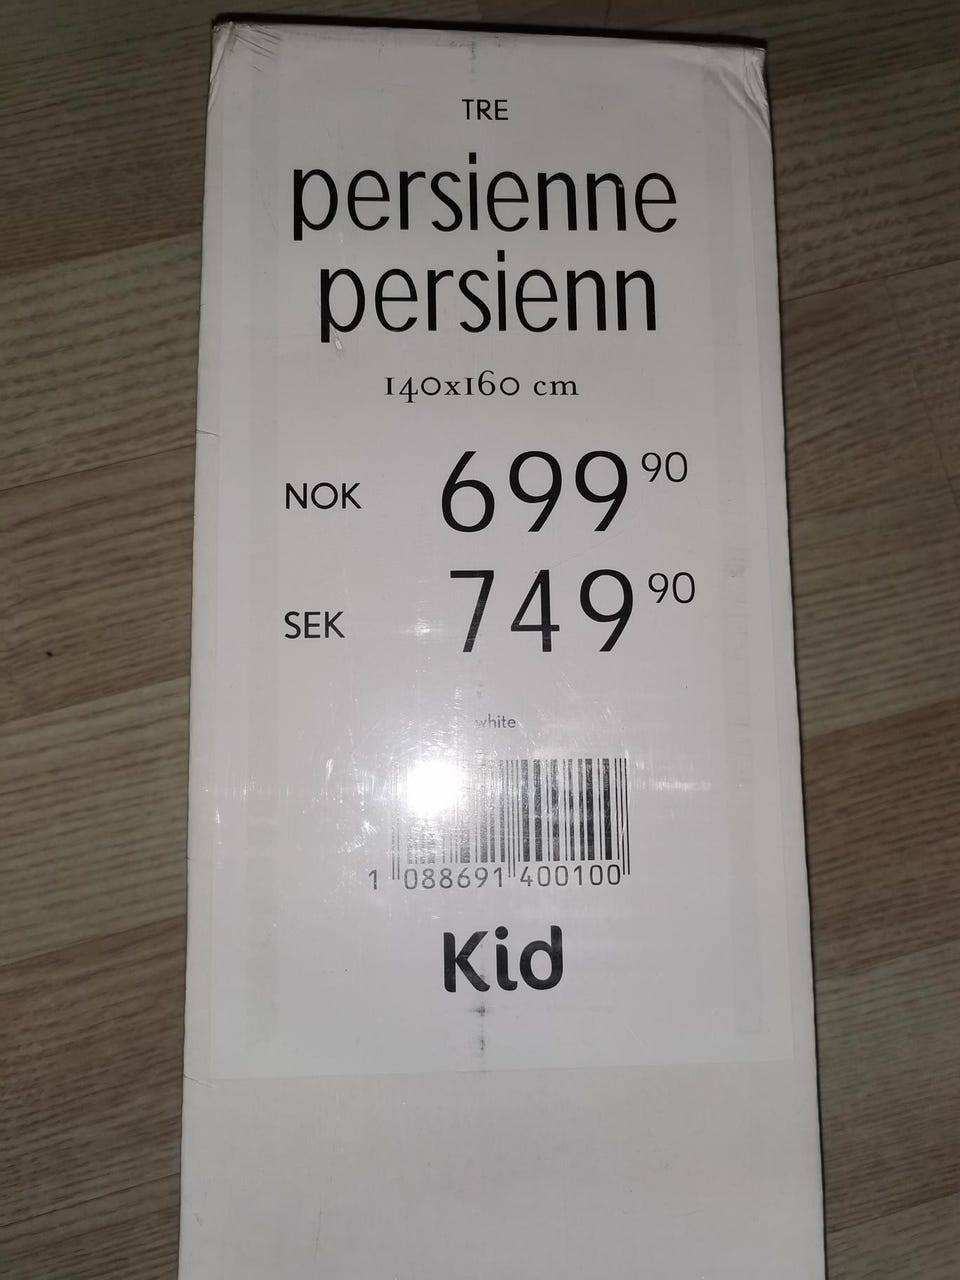 TRE
persienne
persienn
140x160 cm
NOK 699 90
SEK 749 90
white
1 088691 400100
Kid